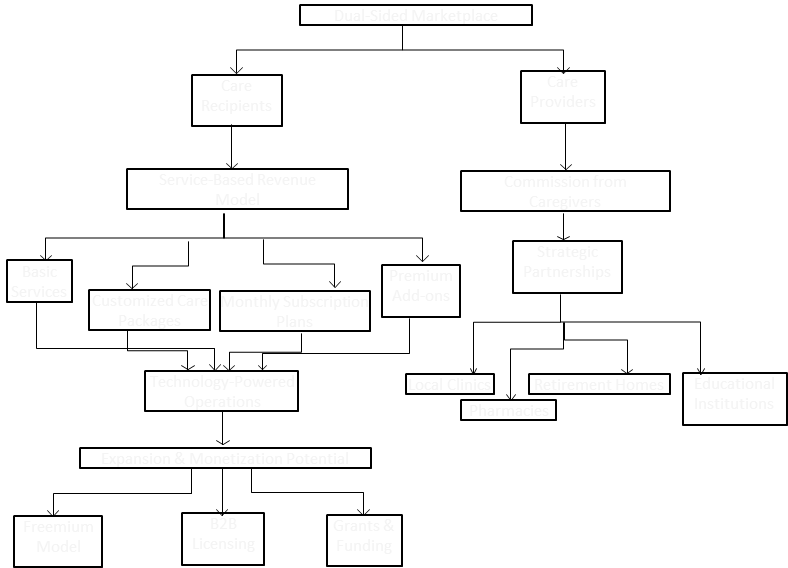 Dual-Sided Marketplace
Care
Recipients
Care
Providers
Service-Based Revenue
Model
Commission from
Caregivers
Basic
Services
Customized Care
Packages
Monthly Subscription
Plans
Premium
Add-ons
Strategic
Partnerships
Technology-Powered
Operations
Local Clinics
Pharmacies
Retirement Homes
Educational
Institutions
Expansion & Monetization Potential
Freemium
Model
B2B
Licensing
Grants &
Funding